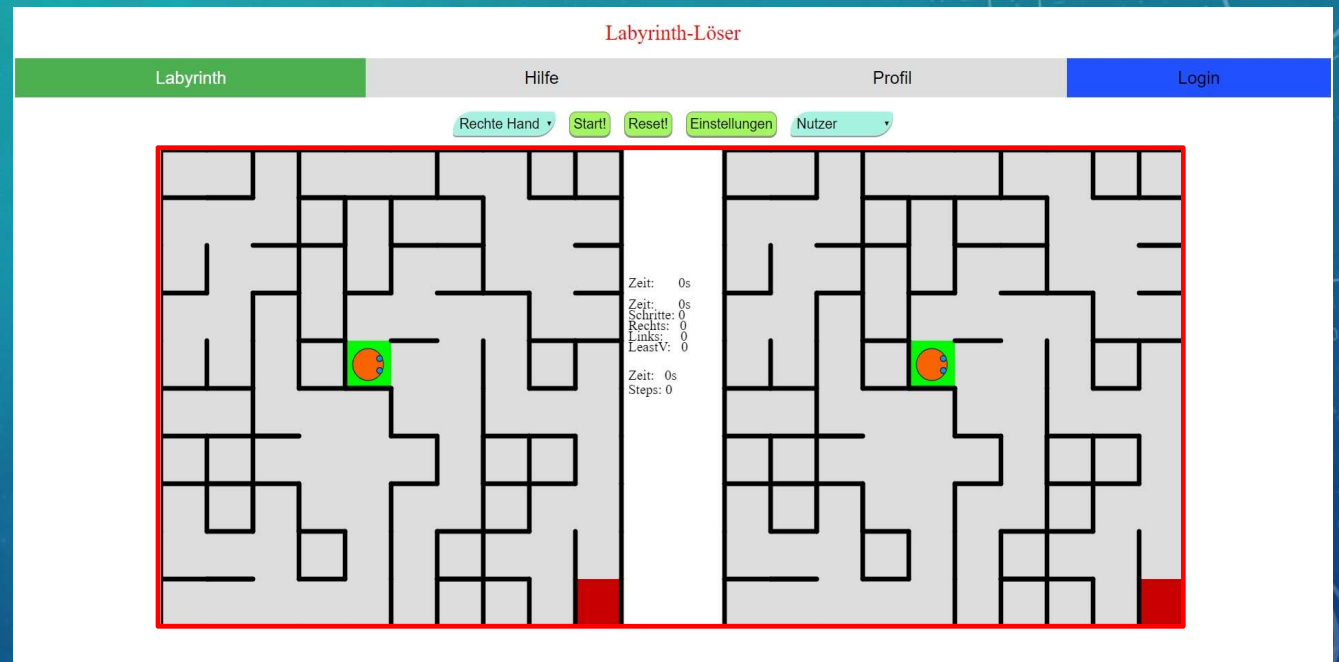 Labyrinth-Löser
Labyrinth Hilfe Profil Login
Rechte Hand Start! Reset! Einstellungen Nutzer
Zeit: 0s
Zeit: 0s
Schritte: 0
Rechts: 0
Links: 0
LeastV: 0
Zeit: 0s
Steps: 0